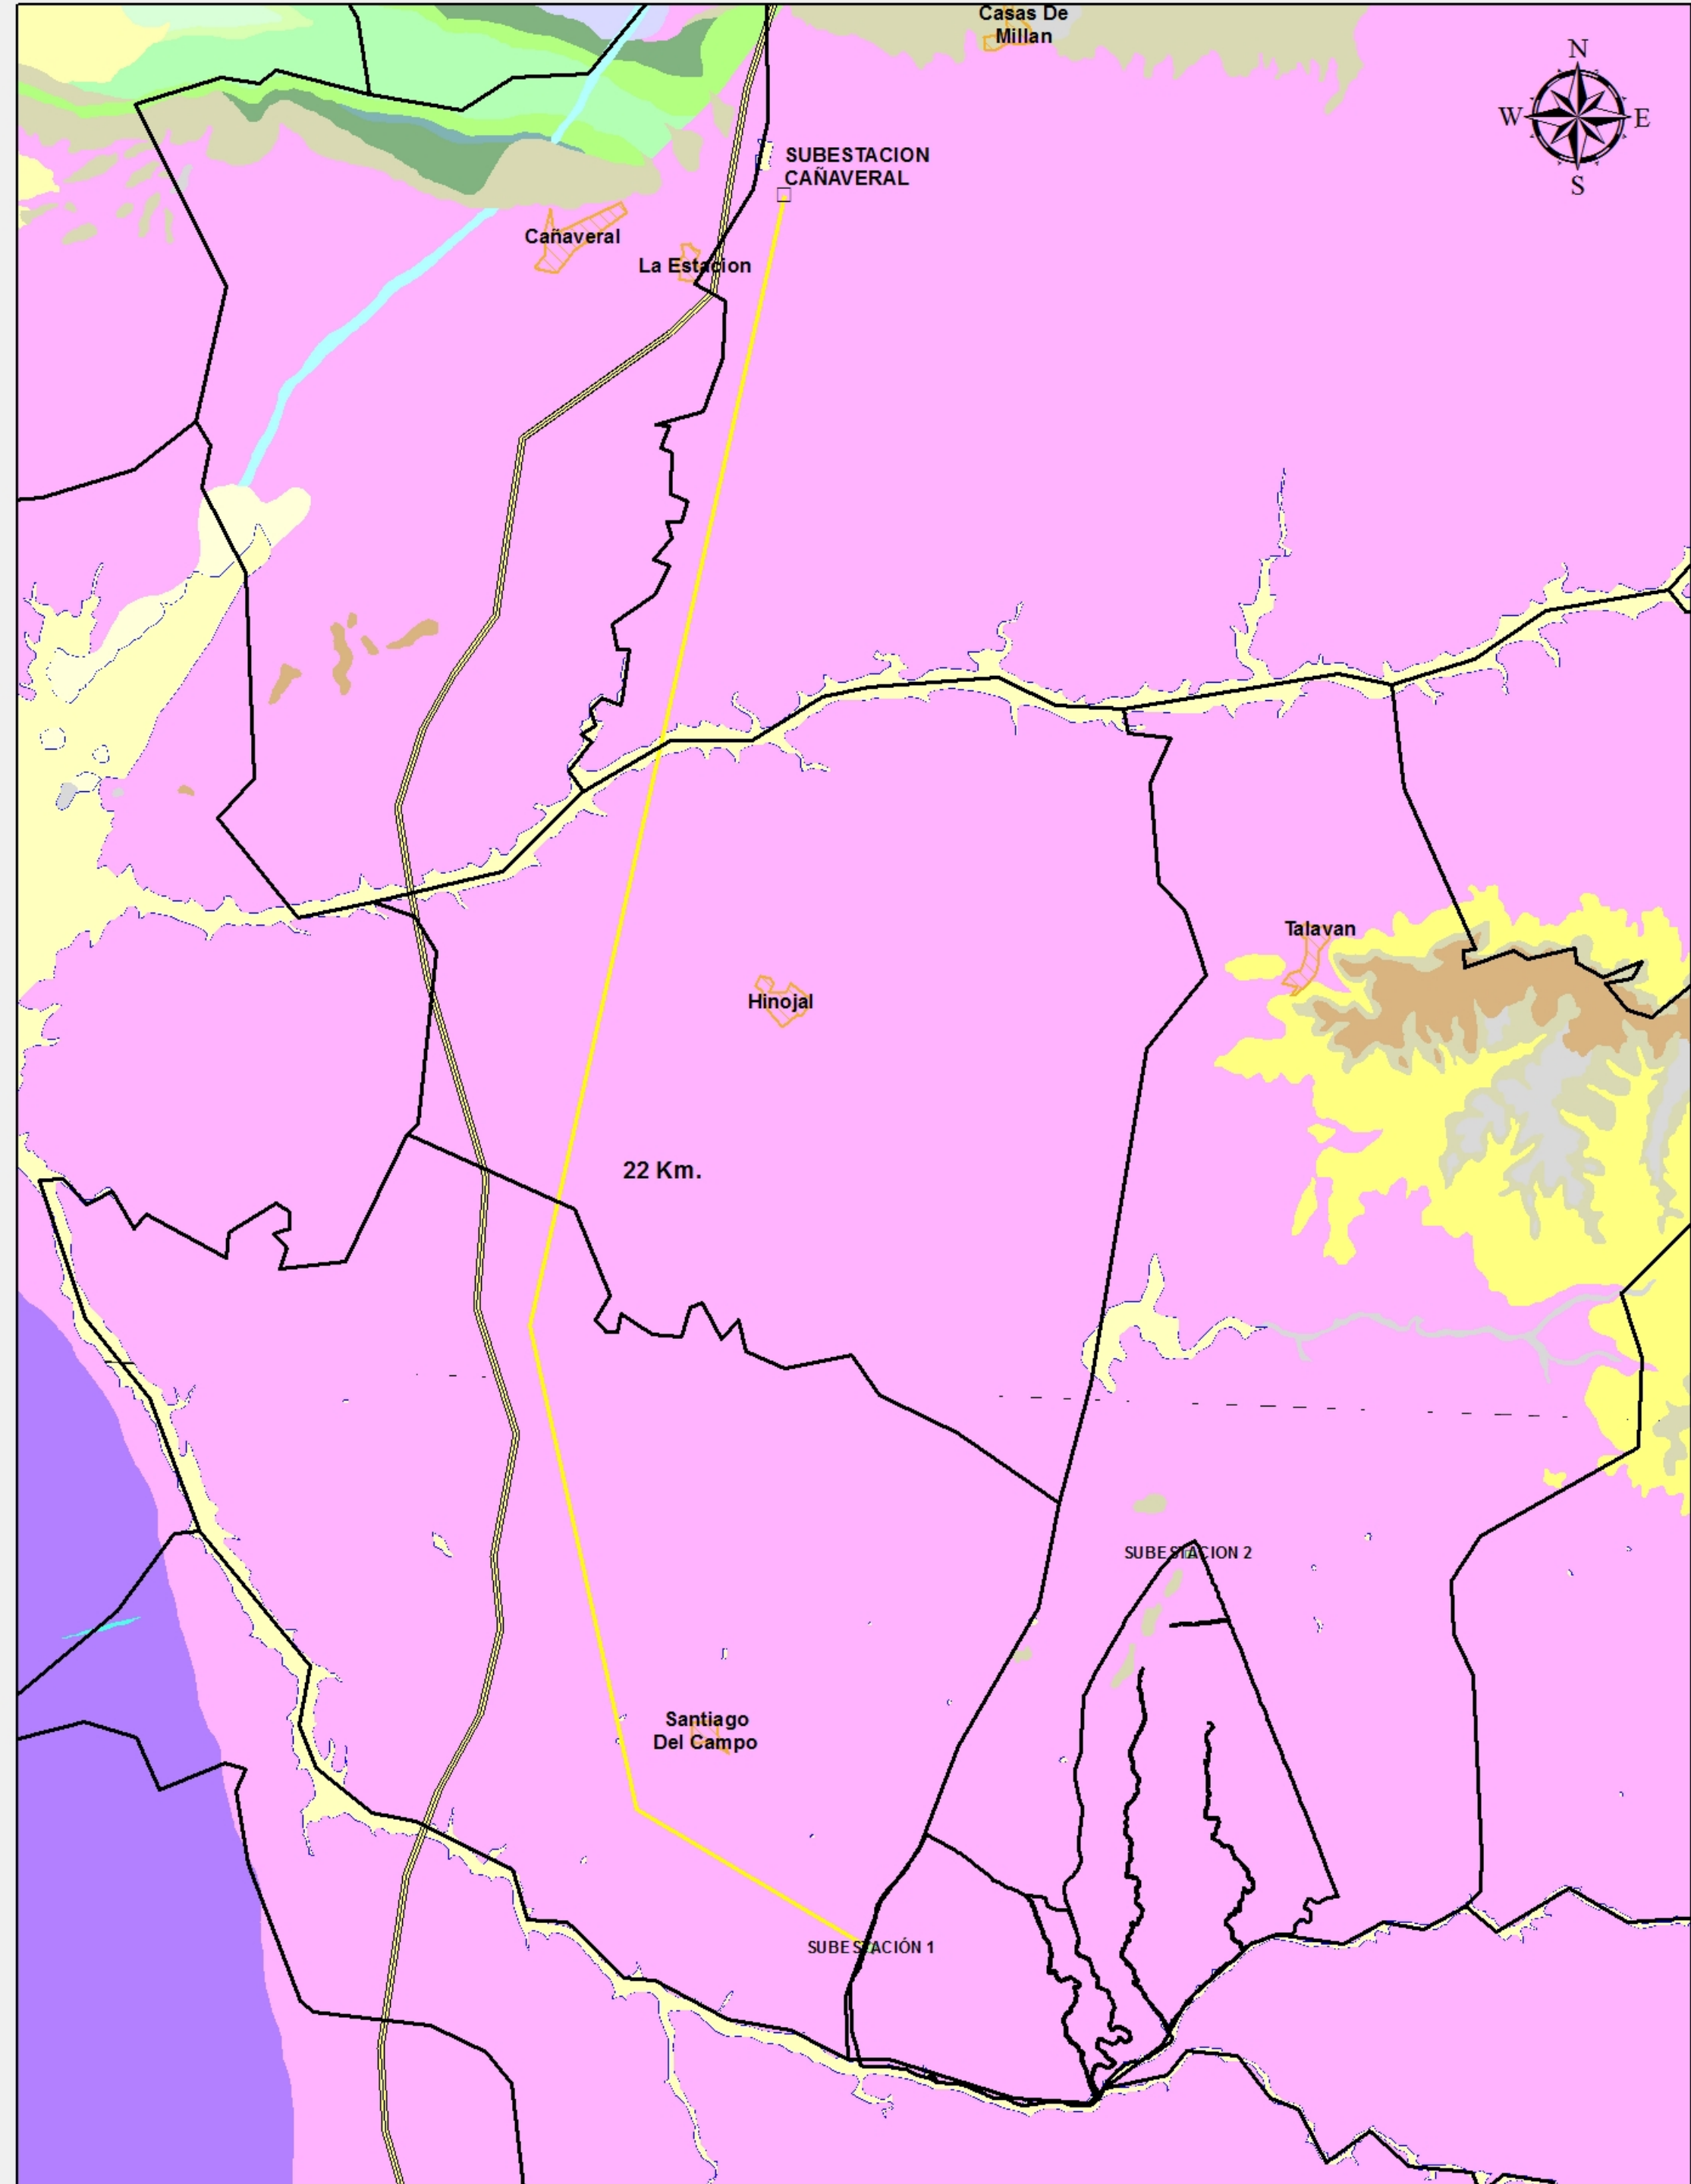 Casas De
Millan
N
W
E
S
SUBESTACION
CAÑAVERAL
Cañaveral
La Estacion
Talavan
Hinojal
22 Km.
SUBESTACION 2
Santiago
Del Campo
SUBESTACIÓN 1